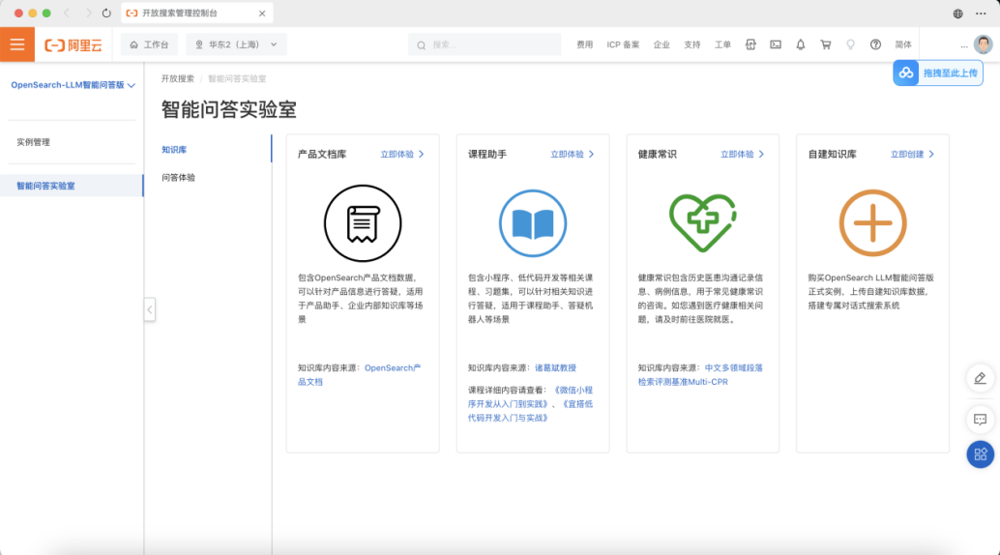 开放搜索管理控制台
阿里云
工作台
华东2（上海）
搜索...
费用
ICP 备案
企业
支持
工单
简体
...
拖拽至此上传
OpenSearch-LLM智能问答版
实例管理
智能问答实验室
开放搜索 / 智能问答实验室
智能问答实验室
知识库
问答体验
产品文档库
立即体验
包含OpenSearch产品文档数据，
可以针对产品信息进行答疑，适用
于产品助手、企业内部知识库等场
景
知识库内容来源：OpenSearch产
品文档
课程助手
立即体验
包含小程序、低代码开发等相关课
程、习题集，可以针对相关知识进
行答疑，适用于课程助手、答疑机
器人等场景
知识库内容来源：诸葛斌教授
课程详细内容请查看：《微信小程
序开发从入门到实践》、《宜搭低
代码开发入门与实战》
健康常识
立即体验
健康常识包含历史医患沟通记录信
息、病例信息，用于常见健康常识
的咨询。如您遇到医疗健康相关问
题，请及时前往医院就医。
知识库内容来源：中文多领域段落
检索评测基准Multi-CPR
自建知识库
立即创建
购买OpenSearch LLM智能问答版
正式实例，上传自建知识库数据，
搭建专属对话式搜索系统